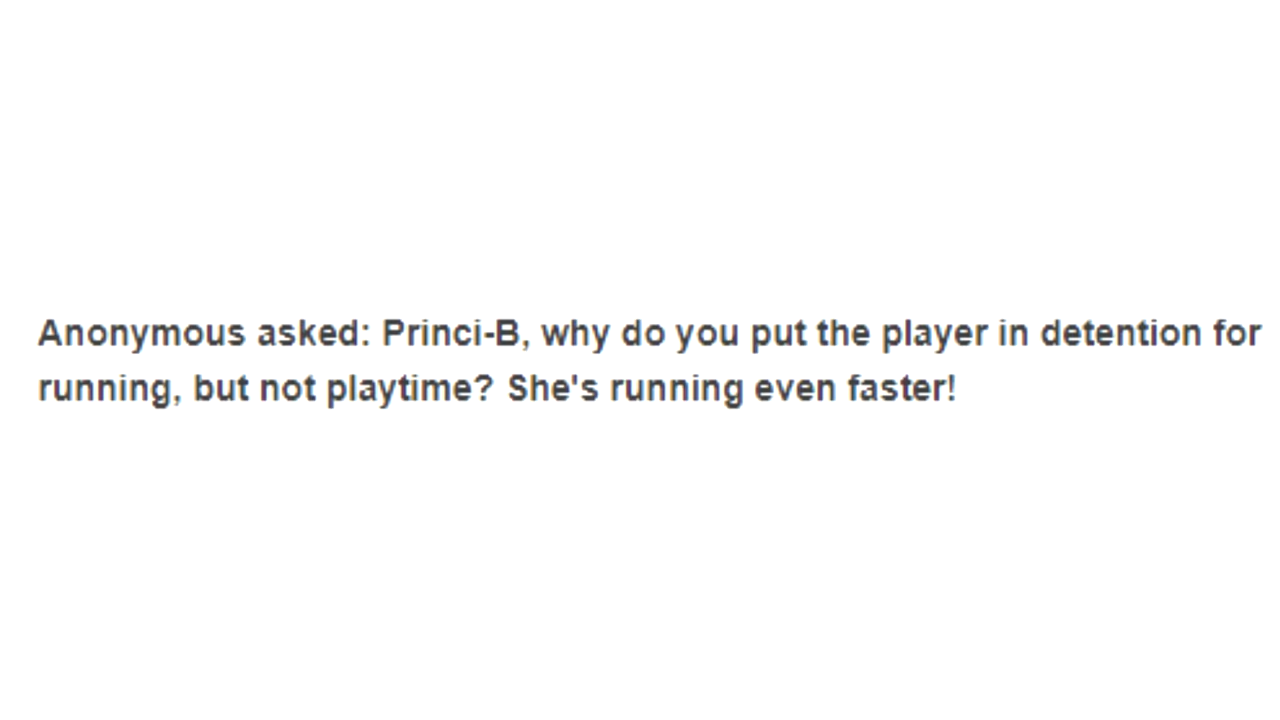 Anonymous asked: Princi-B, why do you put the player in detention for
running, but not playtime? She's running even faster!